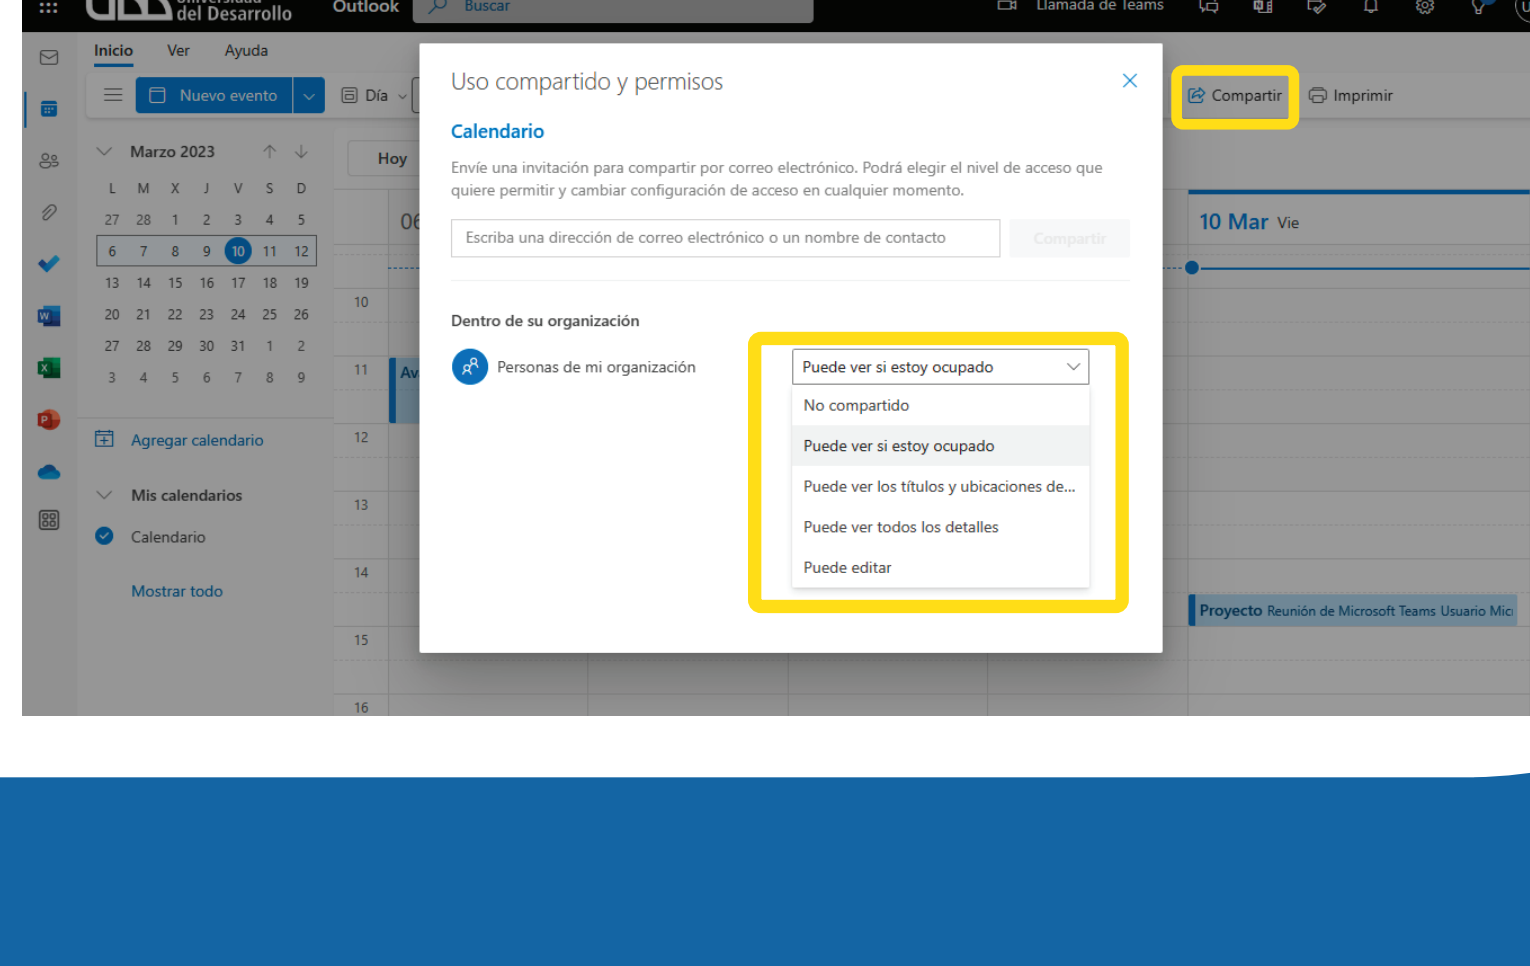 del Desarrollo
Outlook
Buscar
Llamada de Teams
Inicio Ver Ayuda
Nuevo evento
Día
Compartir
Imprimir
Uso compartido y permisos
Calendario
Envíe una invitación para compartir por correo electrónico. Podrá elegir el nivel de acceso que
quiere permitir y cambiar configuración de acceso en cualquier momento.
Escriba una dirección de correo electrónico o un nombre de contacto
Compartir
Dentro de su organización
Personas de mi organización
Puede ver si estoy ocupado
No compartido
Puede ver si estoy ocupado
Puede ver los títulos y ubicaciones de...
Puede ver todos los detalles
Puede editar
Marzo 2023
L M X J V S D
27 28 1 2 3 4 5
6 7 8 9 10 11 12
13 14 15 16 17 18 19
20 21 22 23 24 25 26
27 28 29 30 31 1 2
3 4 5 6 7 8 9
Agregar calendario
Mis calendarios
Calendario
Mostrar todo
Hoy
06
10 Mar Vie
10
11
Av
12
13
14
Proyecto Reunión de Microsoft Teams Usuario Mic
15
16